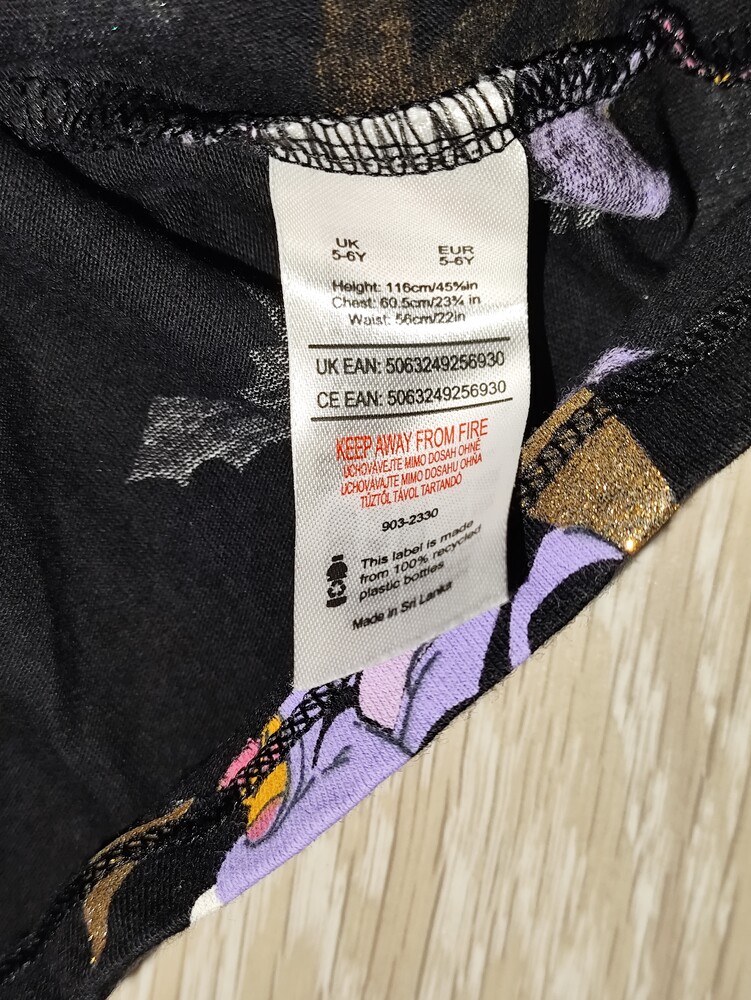 UK EUR
5-6Y 5-6Y
Height: 116cm/45¾in
Chest: 60.5cm/23¾ in
Waist: 56cm/22in
UK EAN: 5063249256930
CE EAN: 5063249256930
KEEP AWAY FROM FIRE
UCHOVÁVEJTE MIMO DOSAH OHNĚ
UCHOVÁVAJTE MIMO DOSAHU OHŇA
TŰZTŐL TÁVOL TARTANDÓ
903-2330
This label is made
from 100% recycled
plastic bottles
Made in Sri Lanka